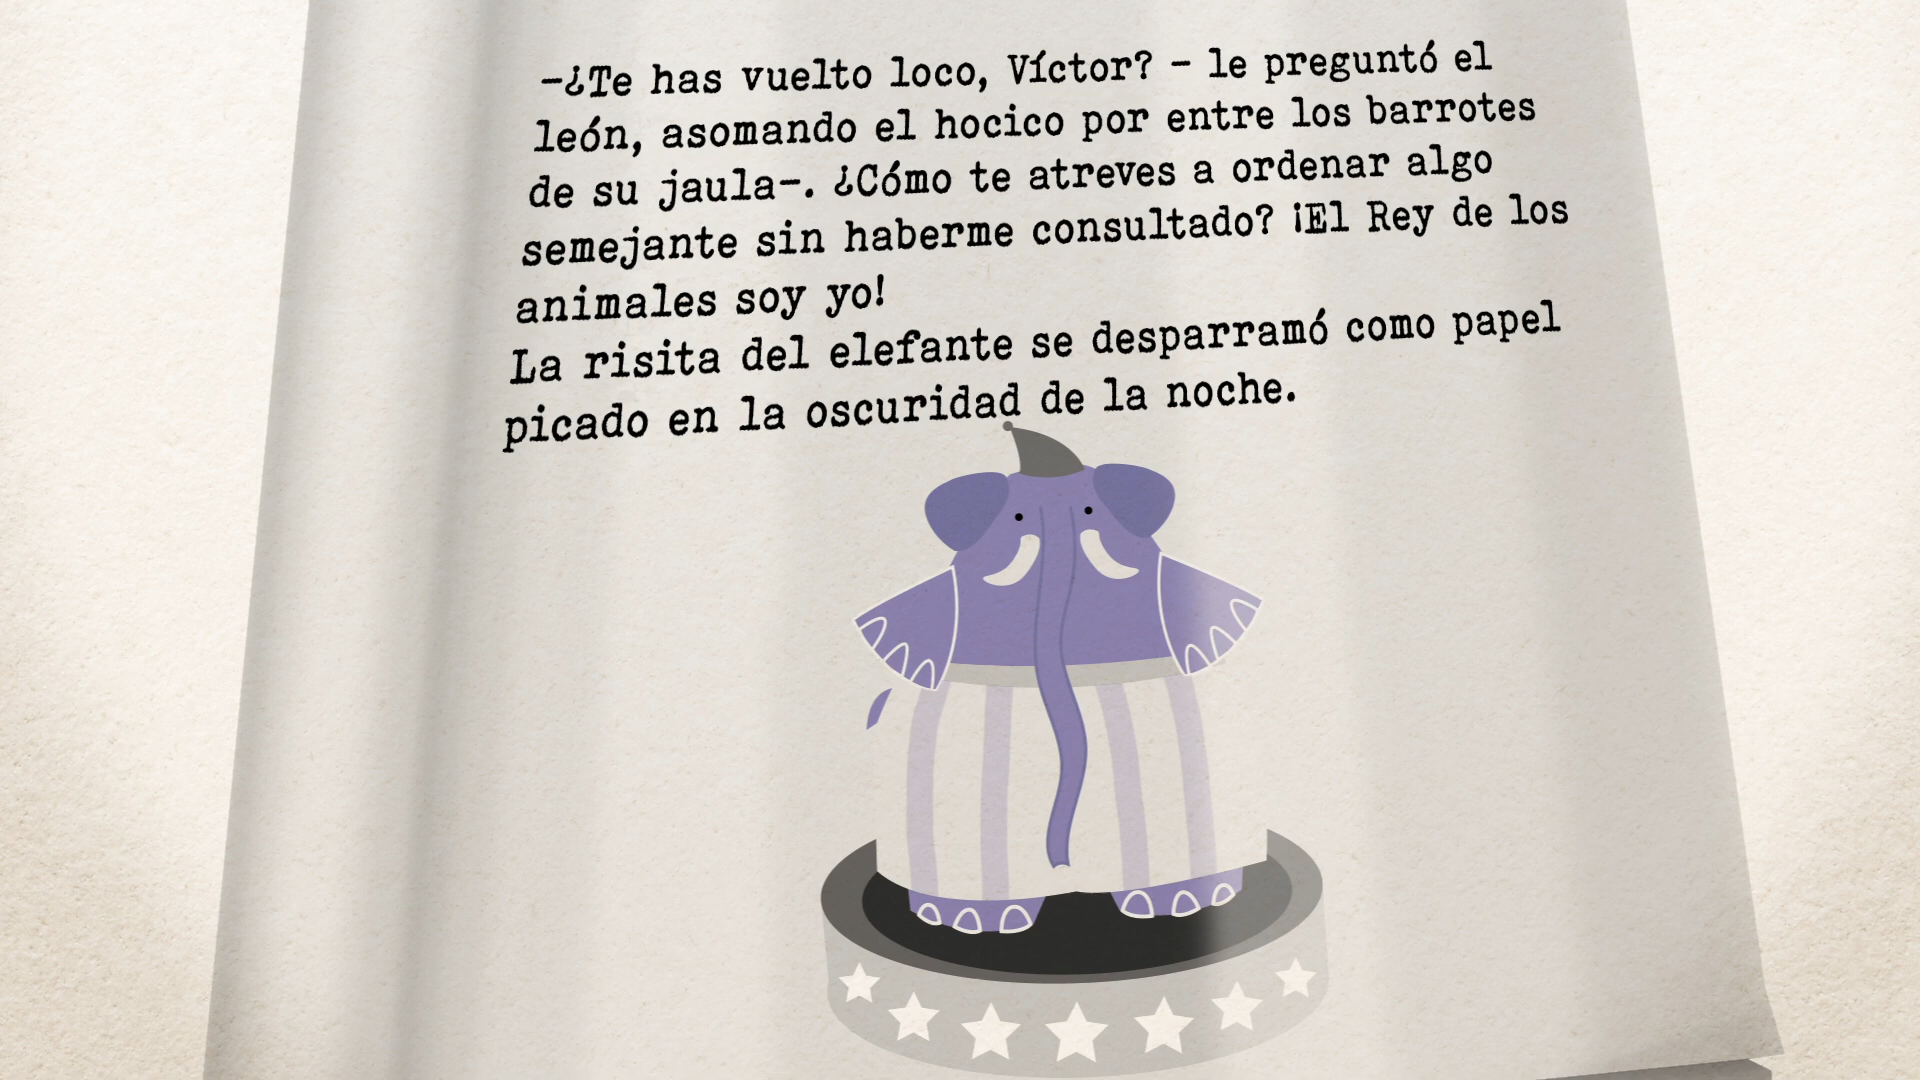 -¿Te has vuelto loco, Víctor? - le preguntó el
león, asomando el hocico por entre los barrotes
de su jaula-. ¿Cómo te atreves a ordenar algo
semejante sin haberme consultado? ¡El Rey de los
animales soy yo!
La risita del elefante se desparramó como papel
picado en la oscuridad de la noche.